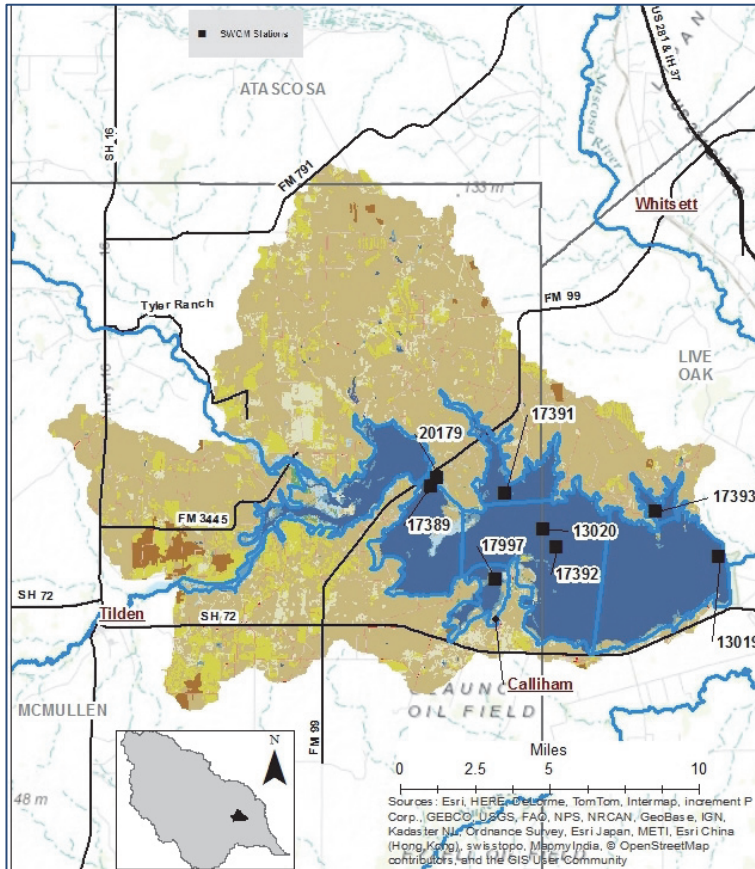 SWQM Stations
ATASCOSA
US 281 & IH 37
Atascosa
River
SH 16
FM 791
133 m
Whitsett
Tyler Ranch
FM 99
LIVE
OAK
20179
17391
17393
FM 3445
17389
13020
17997
17392
SH 72
Tilden
SH 72
13019
Calliham
OIL FIELD
MCMULLEN
FM 99
N
Miles
0 2.5 5 10
48 m
Sources: Esri, HERE, DeLorme, TomTom, Intermap, increment P
Corp., GEBCO, USGS, FAO, NPS, NRCAN, GeoBase, IGN,
Kadaster NL, Ordnance Survey, Esri Japan, METI, Esri China
(Hong Kong), swisstopo, MapmyIndia, © OpenStreetMap
contributors, and the GIS User Community
OIL FIELD